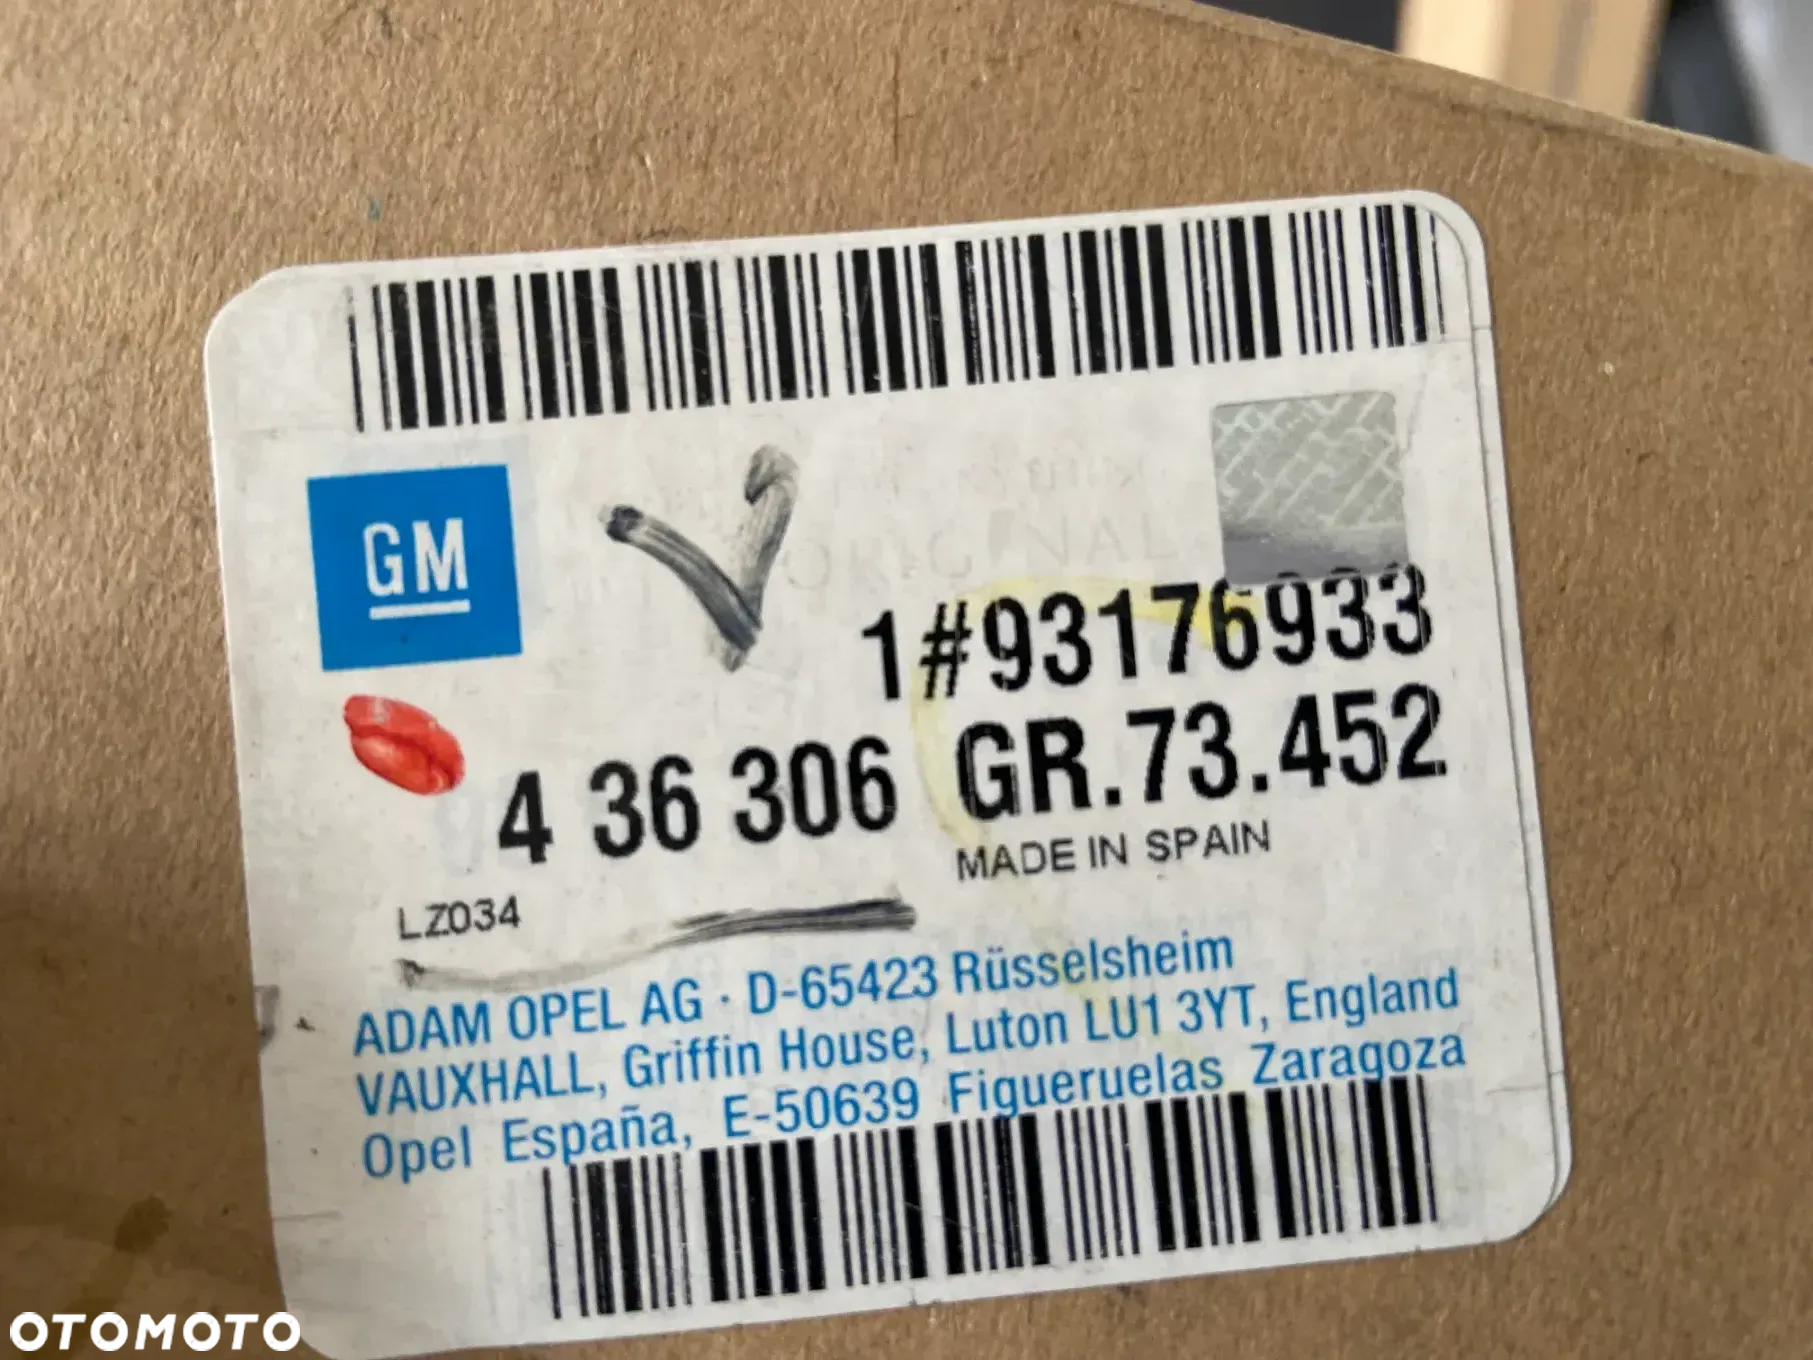 GM
ORIGINAL
1#93176933
4 36 306 GR.73.452
MADE IN SPAIN
LZ034
ADAM OPEL AG · D-65423 Rüsselsheim
VAUXHALL, Griffin House, Luton LU1 3YT, England
Opel España, E-50639 Figueruelas Zaragoza
OTOMOTO